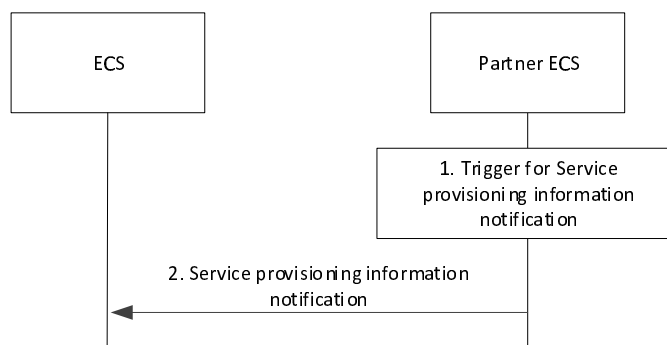 ECS
Partner ECS
1. Trigger for Service
provisioning information
notification
2. Service provisioning information
notification